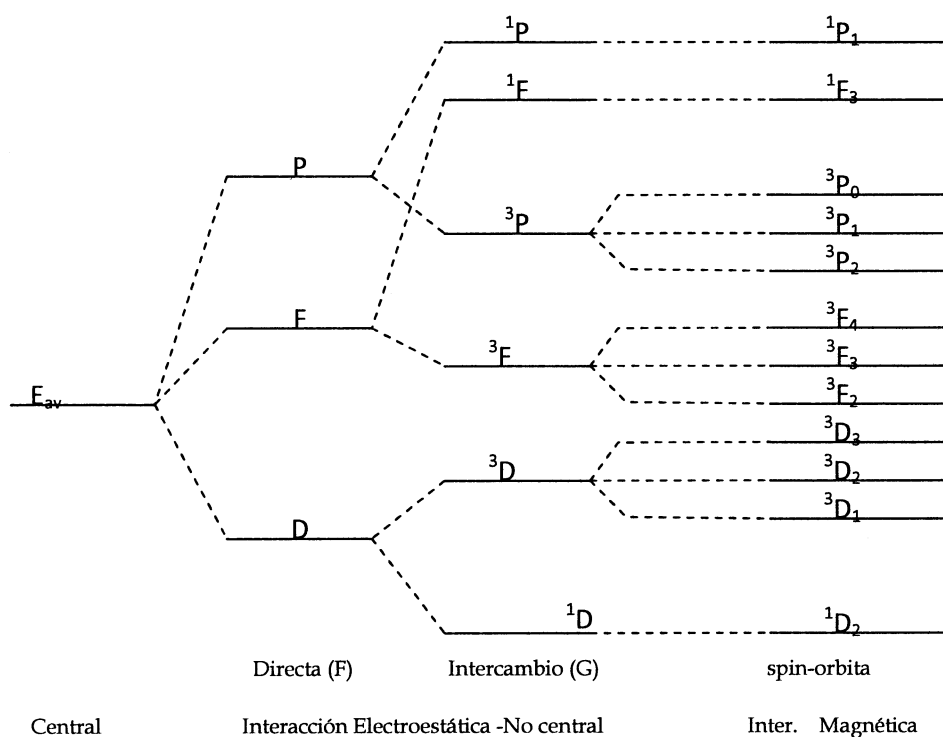 ¹P ¹P₁
¹F ¹F₃
P ³P₀
³P ³P₁
³P₂
F ³F₄
³F ³F₃
E_av ³F₂
³D₃
³D ³D₂
³D₁
D
¹D ¹D₂
Directa (F) Intercambio (G) spin-orbita
Central Interacción Electroestática -No central Inter. Magnética